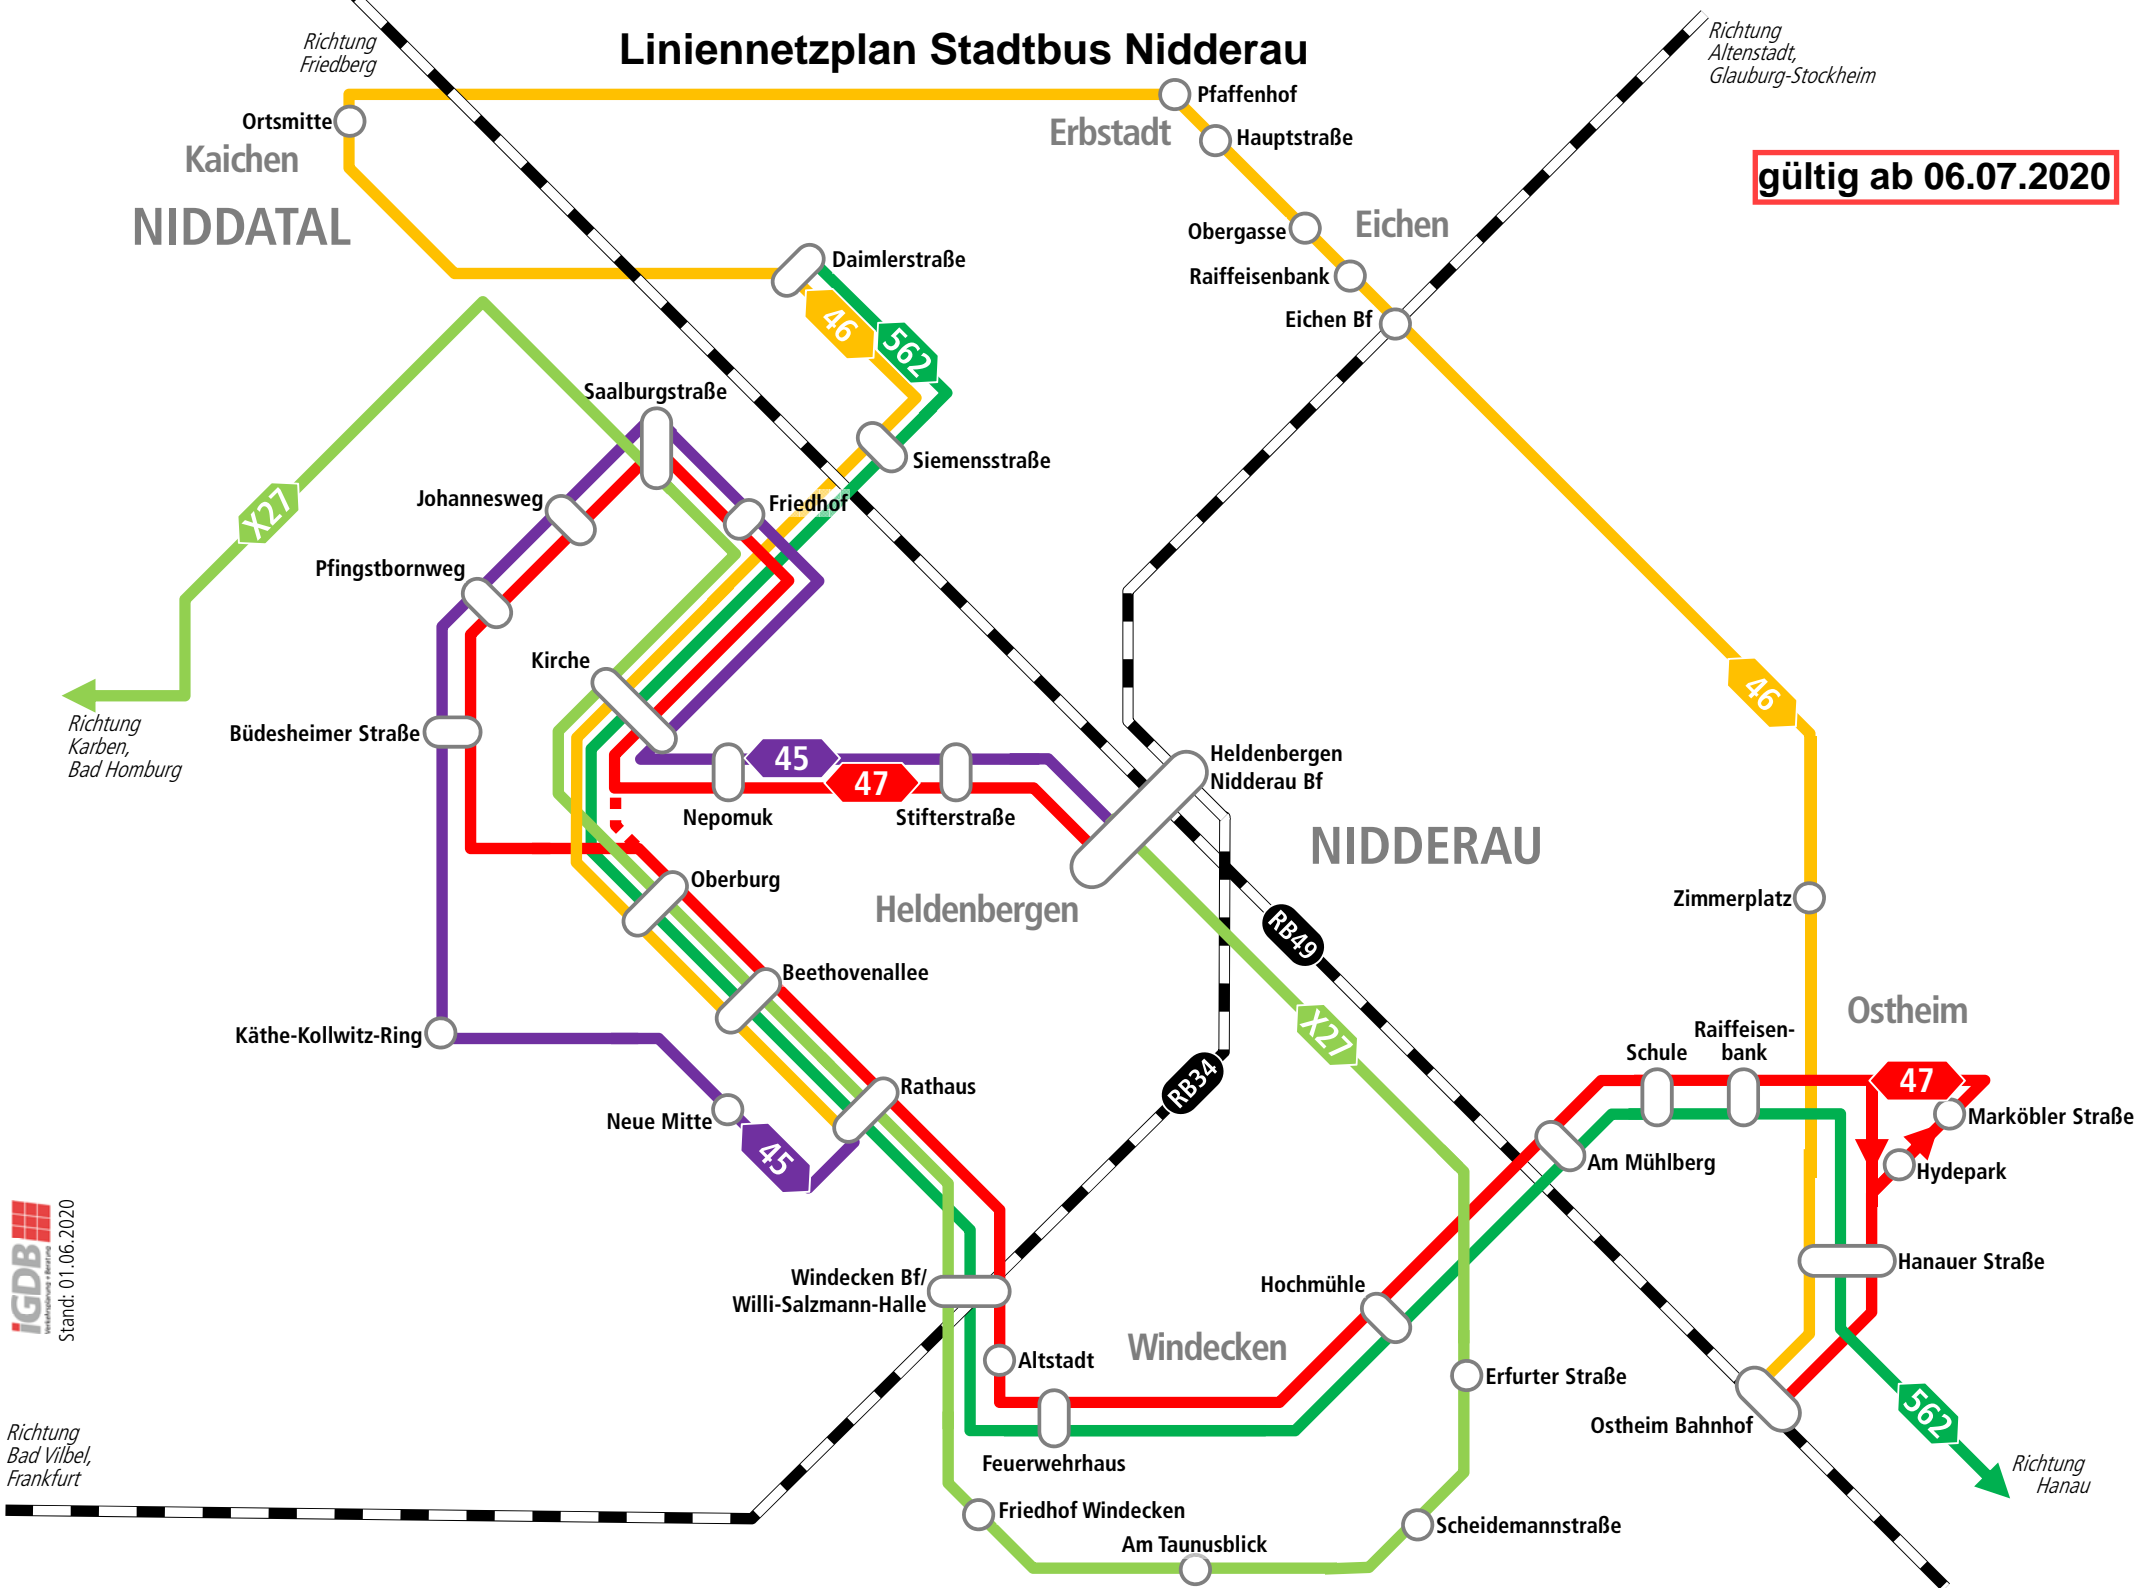 Richtung
Friedberg
Liniennetzplan Stadtbus Nidderau
Richtung
Altenstadt,
Glauburg-Stockheim
Pfaffenhof
Ortsmitte
Erbstadt
Hauptstraße
Kaichen
gültig ab 06.07.2020
NIDDATAL
Obergasse
Eichen
Daimlerstraße
Raiffeisenbank
46
562
Eichen Bf
Saalburgstraße
Siemensstraße
Johannesweg
Friedhof
X27
Pfingstbornweg
Kirche
46
Richtung
Karben,
Bad Homburg
Büdesheimer Straße
45
47
Heldenbergen
Nidderau Bf
Nepomuk
Stifterstraße
NIDDERAU
Oberburg
Heldenbergen
Zimmerplatz
RB49
Beethovenallee
Ostheim
Käthe-Kollwitz-Ring
X27
Raiffeisen-
bank
Schule
RB34
Rathaus
47
Neue Mitte
Marköbler Straße
45
Am Mühlberg
Hydepark
iGDB
Verkehrsplanung + Beratung
Stand: 01.06.2020
Windecken Bf/
Willi-Salzmann-Halle
Hochmühle
Hanauer Straße
Altstadt
Windecken
Erfurter Straße
562
Ostheim Bahnhof
Richtung
Bad Vilbel,
Frankfurt
Feuerwehrhaus
Richtung
Hanau
Friedhof Windecken
Scheidemannstraße
Am Taunusblick